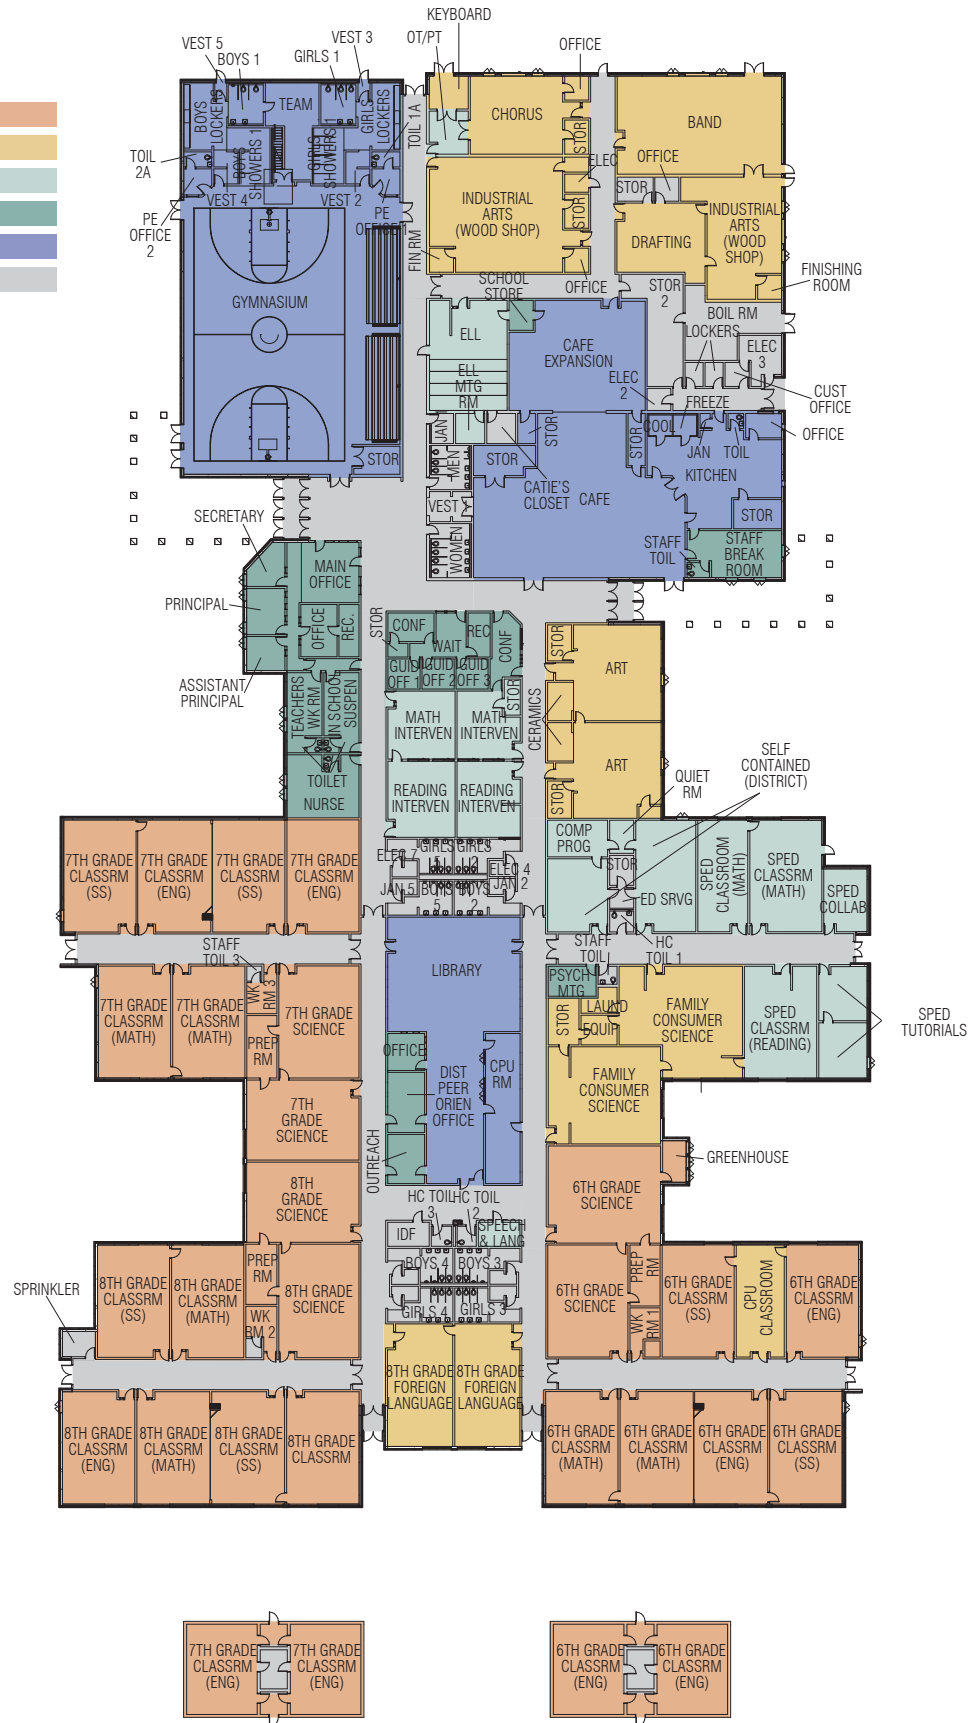 KEYBOARD
VEST 3
OT/PT
VEST 5
BOYS 1
GIRLS 1
OFFICE
BOYS
LOCKERS
TEAM
GIRLS
LOCKERS
TOIL 1A
CHORUS
STOR
BAND
TOIL
2A
BOYS
SHOWERS 1
GIRLS
SHOWERS 1
ELEC
OFFICE
STOR
VEST 4
VEST 2
PE
OFFICE 1
PE
OFFICE
2
INDUSTRIAL
ARTS
(WOOD SHOP)
STOR
INDUSTRIAL
ARTS
(WOOD
SHOP)
DRAFTING
FIN RM
OFFICE
FINISHING
ROOM
SCHOOL
STORE
STOR
2
GYMNASIUM
BOIL RM
LOCKERS
ELL
CAFE
EXPANSION
ELEC
3
ELL
MTG
RM
ELEC
2
FREEZE
CUST
OFFICE
JAN
STOR
STOR
COOL
JAN
TOIL
OFFICE
STOR
MEN
STOR
KITCHEN
CATIE'S
CLOSET
CAFE
VEST 1
STOR
SECRETARY
WOMEN
STAFF
TOIL
STAFF
BREAK
ROOM
MAIN
OFFICE
PRINCIPAL
OFFICE
REC.
STOR
CONF
WAIT
REC
CONF
STOR
ART
GUID
OFF 1
GUID
OFF 2
GUID
OFF 3
ASSISTANT
PRINCIPAL
TEACHERS
WK RM
IN SCHOOL
SUSPEN
STOR
MATH
INTERVEN
MATH
INTERVEN
CERAMICS
TOILET
NURSE
READING
INTERVEN
READING
INTERVEN
ART
STOR
QUIET
RM
SELF
CONTAINED
(DISTRICT)
COMP
PROG
7TH GRADE
CLASSRM
(SS)
7TH GRADE
CLASSRM
(ENG)
7TH GRADE
CLASSRM
(SS)
7TH GRADE
CLASSRM
(ENG)
ELEC 7
GIRLS
5
GIRLS
2
ELEC 4
JAN 5
BOYS
5
BOYS
2
JAN 2
STOR
ED SRVG
SPED
CLASSROOM
(MATH)
SPED
CLASSRM
(MATH)
SPED
COLLAB
STAFF
TOIL 3
STAFF
TOIL
HC
TOIL 1
LIBRARY
7TH GRADE
CLASSRM
(MATH)
7TH GRADE
CLASSRM
(MATH)
WK
RM 3
7TH GRADE
SCIENCE
PREP
RM
PSYCH
MTG
LAUND
STOR
EQUIP
FAMILY
CONSUMER
SCIENCE
SPED
CLASSRM
(READING)
SPED
TUTORIALS
OFFICE
CPU
RM
DIST
PEER
ORIEN
OFFICE
FAMILY
CONSUMER
SCIENCE
7TH
GRADE
SCIENCE
OUTREACH
GREENHOUSE
8TH
GRADE
SCIENCE
6TH GRADE
SCIENCE
HC TOIL
3
HC TOIL
2
IDF
SPEECH
& LANG
SPRINKLER
8TH GRADE
CLASSRM
(SS)
8TH GRADE
CLASSRM
(MATH)
PREP
RM
WK
RM 2
8TH GRADE
SCIENCE
BOYS 4
BOYS 3
GIRLS 4
GIRLS 3
6TH GRADE
SCIENCE
PREP
RM
WK
RM 1
6TH GRADE
CLASSRM
(SS)
CPU
CLASSROOM
6TH GRADE
CLASSRM
(ENG)
8TH GRADE
FOREIGN
LANGUAGE
8TH GRADE
FOREIGN
LANGUAGE
8TH GRADE
CLASSRM
(ENG)
8TH GRADE
CLASSRM
(MATH)
8TH GRADE
CLASSRM
(SS)
8TH GRADE
CLASSRM
6TH GRADE
CLASSRM
(MATH)
6TH GRADE
CLASSRM
(MATH)
6TH GRADE
CLASSRM
(ENG)
6TH GRADE
CLASSRM
(SS)
7TH GRADE
CLASSRM
(ENG)
7TH GRADE
CLASSRM
(ENG)
6TH GRADE
CLASSRM
(ENG)
6TH GRADE
CLASSRM
(ENG)